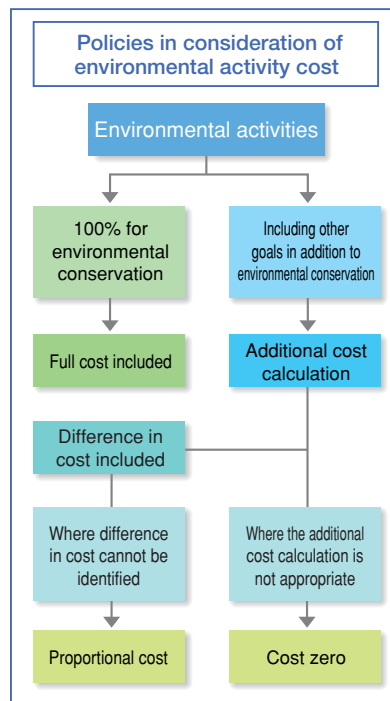 Policies in consideration of
environmental activity cost
Environmental activities
100% for
environmental
conservation
Including other
goals in addition to
environmental conservation
Full cost included
Additional cost
calculation
Difference in
cost included
Where difference
in cost cannot be
identified
Where the additional
cost calculation is
not appropriate
Proportional cost
Cost zero